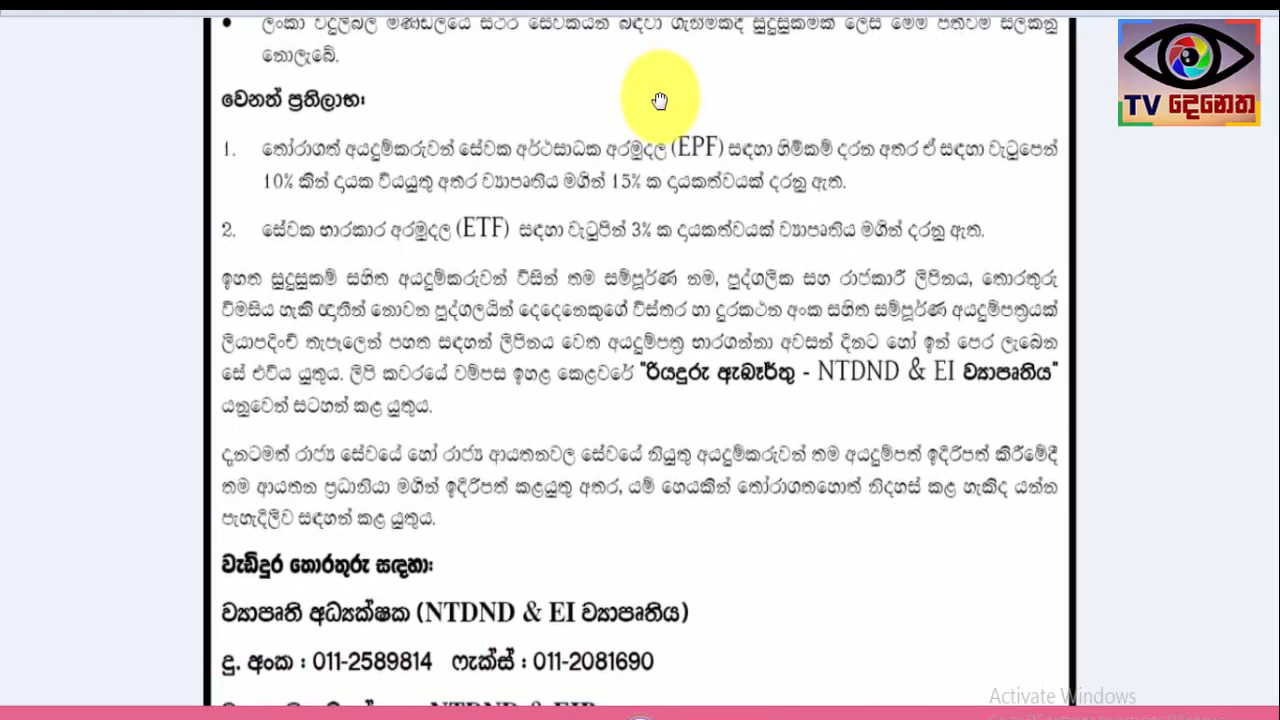 ලංකා විදුලිබල මණ්ඩලයේ ස්ථිර සේවකයින් බඳවා ගැනීමකදී සුදුසුකමක් ලෙස මෙම පත්වීම සලකනු
නොලැබේ.
වෙනත් ප්‍රතිලාභ:
1. තෝරාගත් අයදුම්කරුවන් සේවක අර්ථසාධක අරමුදල (EPF) සඳහා හිමිකම් දරන අතර ඒ සඳහා වැටුපෙන්
10% කින් දායක වියයුතු අතර ව්‍යාපෘතිය මගින් 15% ක දායකත්වයක් දරනු ඇත.
2. සේවක භාරකාර අරමුදල (ETF) සඳහා වැටුපින් 3% ක දායකත්වයක් ව්‍යාපෘතිය මගින් දරනු ඇත.
ඉහත සුදුසුකම් සහිත අයදුම්කරුවන් විසින් තම සම්පූර්ණ නම, පුද්ගලික සහ රාජකාරී ලිපිනය, තොරතුරු
විමසිය හැකි ඥාතීන් නොවන පුද්ගලයින් දෙදෙනෙකුගේ විස්තර හා දුරකථන අංක සහිත සම්පූර්ණ අයදුම්පත්‍රයක්
ලියාපදිංචි තැපෑලෙන් පහත සඳහන් ලිපිනය වෙත අයදුම්පත්‍ර භාරගන්නා අවසන් දිනට හෝ ඉන් පෙර ලැබෙන
සේ එවිය යුතුය. ලිපි කවරයේ වම්පස ඉහළ කෙළවරේ "රියදුරු ඇබෑර්තු - NTDND & EI ව්‍යාපෘතිය"
යනුවෙන් සටහන් කළ යුතුය.
දැනටමත් රාජ්‍ය සේවයේ හෝ රාජ්‍ය ආයතනවල සේවයේ නියුතු අයදුම්කරුවන් තම අයදුම්පත් ඉදිරිපත් කිරීමේදී
තම ආයතන ප්‍රධානියා මගින් ඉදිරිපත් කළයුතු අතර, යම් හෙයකින් තෝරාගතහොත් නිදහස් කළ හැකිද යන්න
පැහැදිලිව සඳහන් කළ යුතුය.
වැඩිදුර තොරතුරු සඳහා:
ව්‍යාපෘති අධ්‍යක්ෂක (NTDND & EI ව්‍යාපෘතිය)
දු. අංක : 011-2589814 ෆැක්ස් : 011-2081690
TV දෙනෙත
Activate Windows